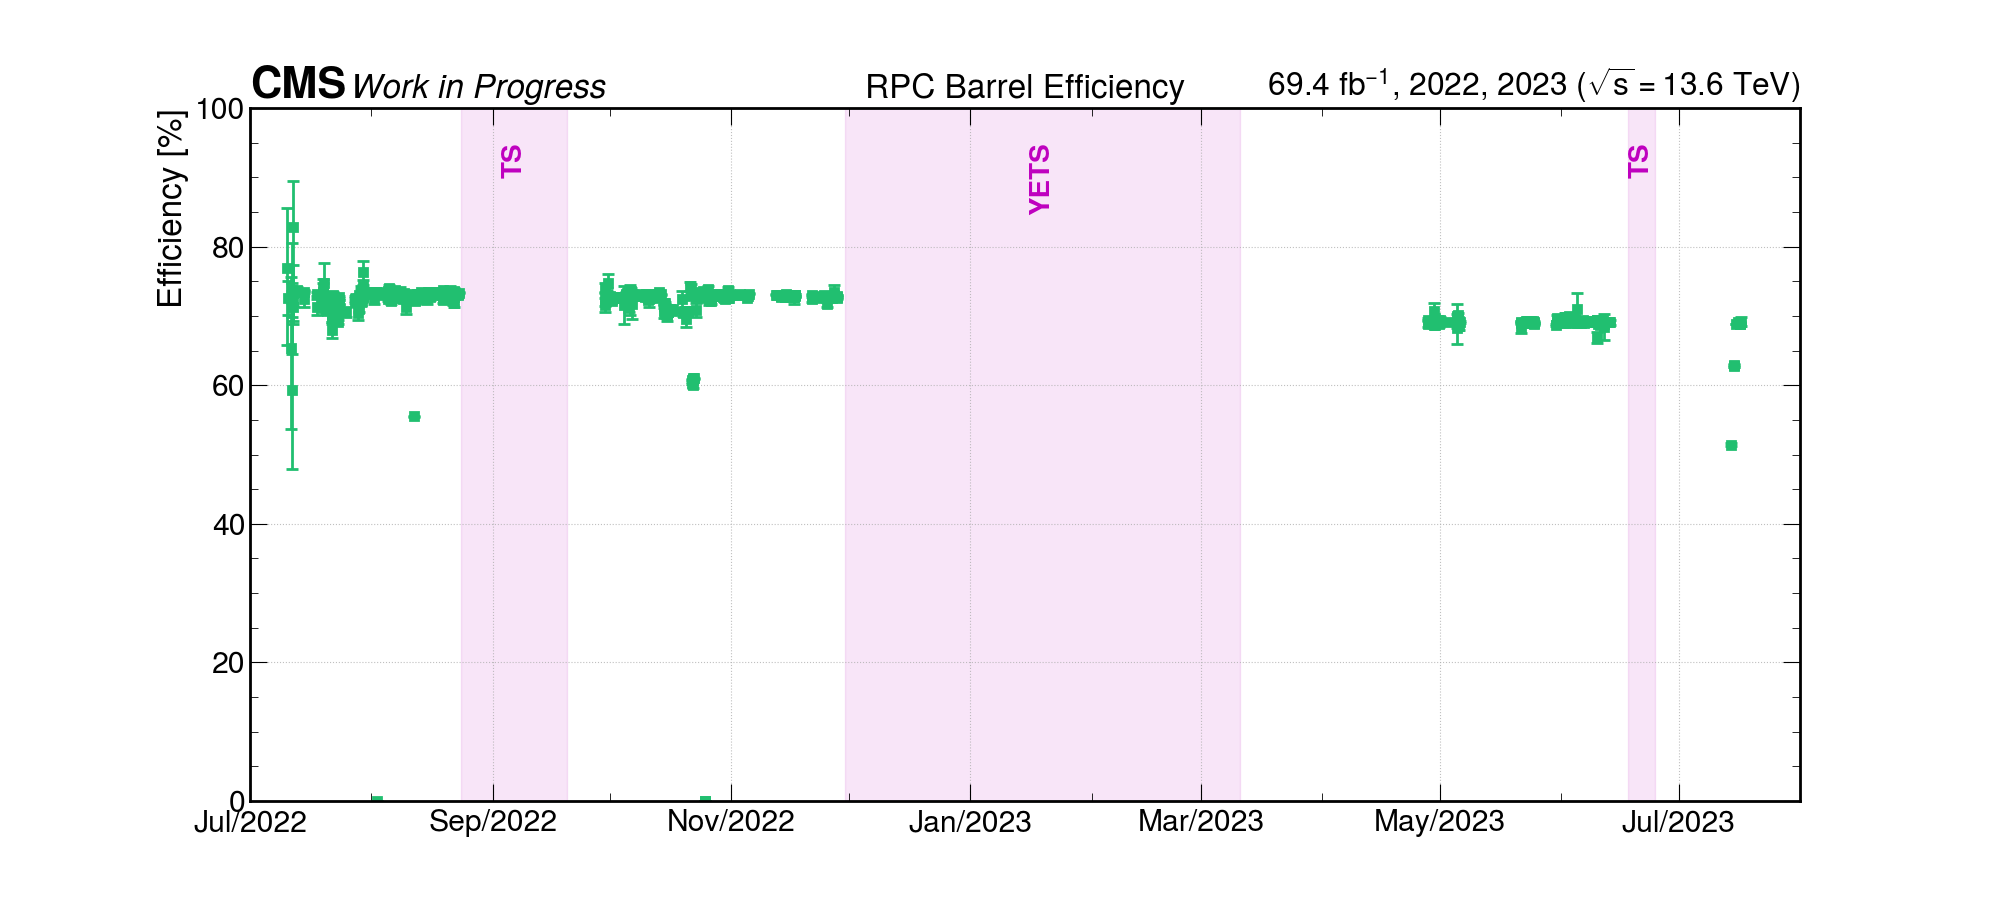 CMS Work in Progress RPC Barrel Efficiency 69.4 fb⁻¹, 2022, 2023 (√s = 13.6 TeV)
Efficiency [%]
100
80
60
40
20
0
TS
YETS
TS
Jul/2022 Sep/2022 Nov/2022 Jan/2023 Mar/2023 May/2023 Jul/2023